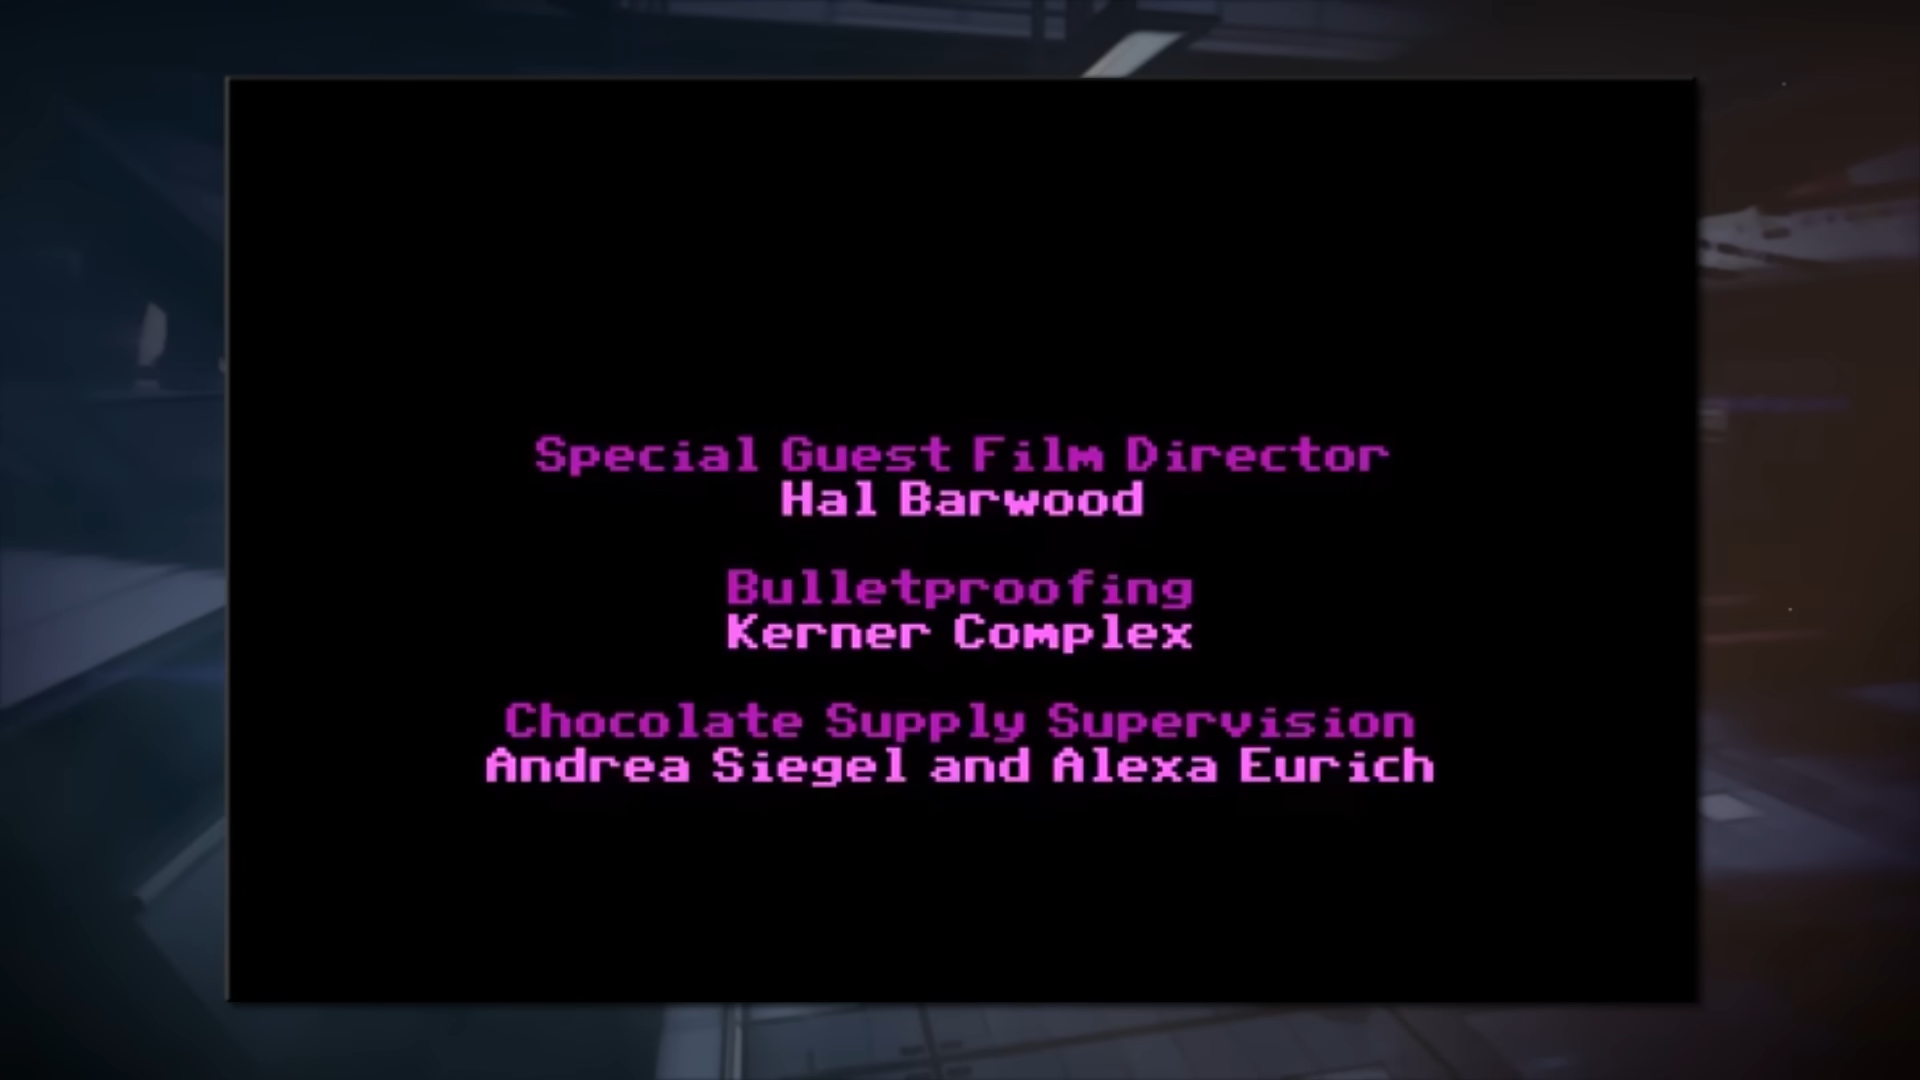 Special Guest Film Director
Hal Barwood
Bulletproofing
Kerner Complex
Chocolate Supply Supervision
Andrea Siegel and Alexa Eurich